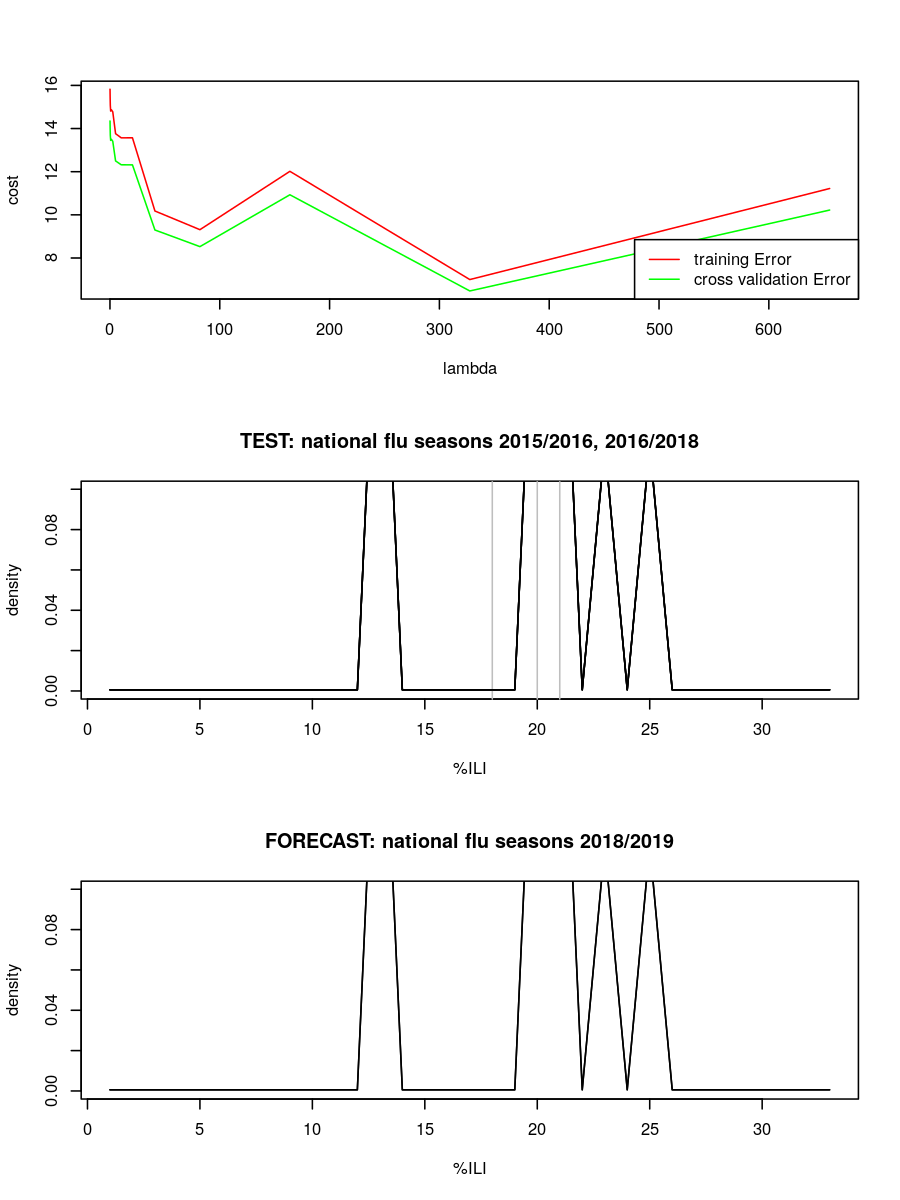 16
14
12
10
8
cost
training Error
cross validation Error
0 100 200 300 400 500 600
lambda
TEST: national flu seasons 2015/2016, 2016/2018
0.08
0.04
0.00
density
0 5 10 15 20 25 30
%ILI
FORECAST: national flu seasons 2018/2019
0.08
0.04
0.00
density
0 5 10 15 20 25 30
%ILI